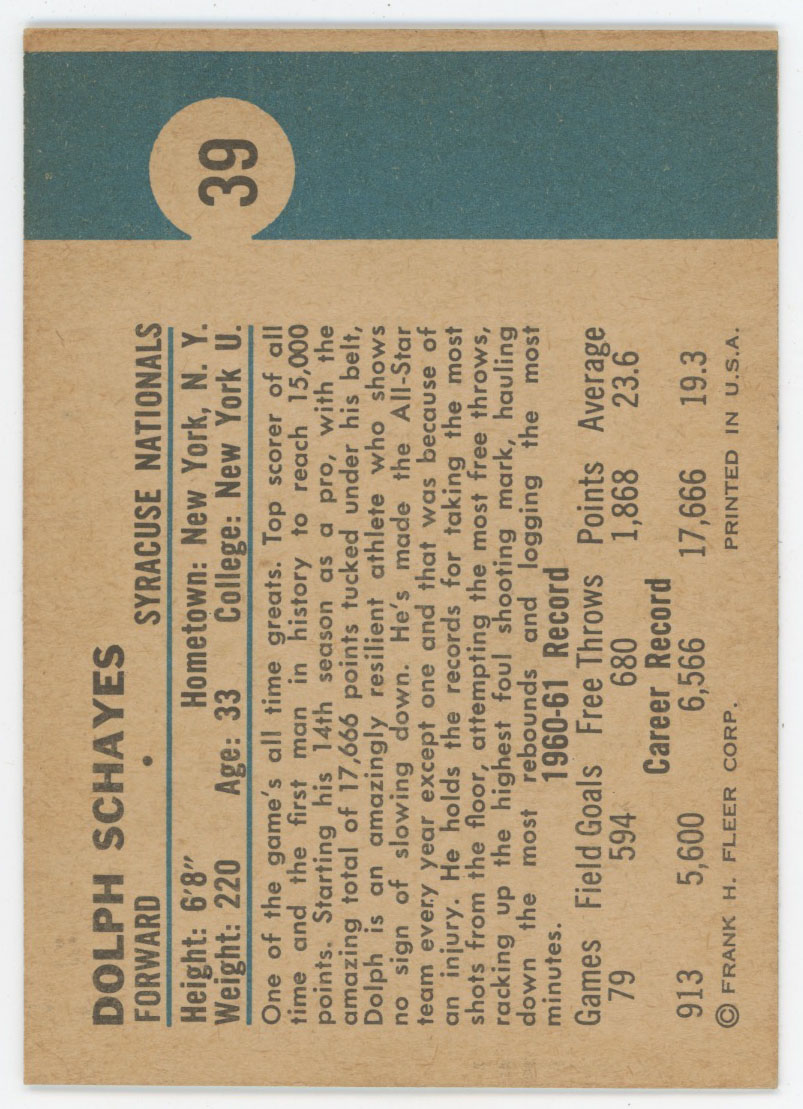 39
DOLPH SCHAYES
FORWARD • SYRACUSE NATIONALS
Height: 6'8" Hometown: New York, N. Y.
Weight: 220 Age: 33 College: New York U.
One of the game's all time greats. Top scorer of all
time and the first man in history to reach 15,000
points. Starting his 14th season as a pro, with the
amazing total of 17,666 points tucked under his belt,
Dolph is an amazingly resilient athlete who shows
no sign of slowing down. He's made the All-Star
team every year except one and that was because of
an injury. He holds the records for taking the most
shots from the floor, attempting the most free throws,
racking up the highest foul shooting mark, hauling
down the most rebounds and logging the most
minutes.
1960-61 Record
Games Field Goals Free Throws Points Average
79 594 680 1,868 23.6
Career Record
913 5,600 6,566 17,666 19.3
© FRANK H. FLEER CORP. PRINTED IN U.S.A.